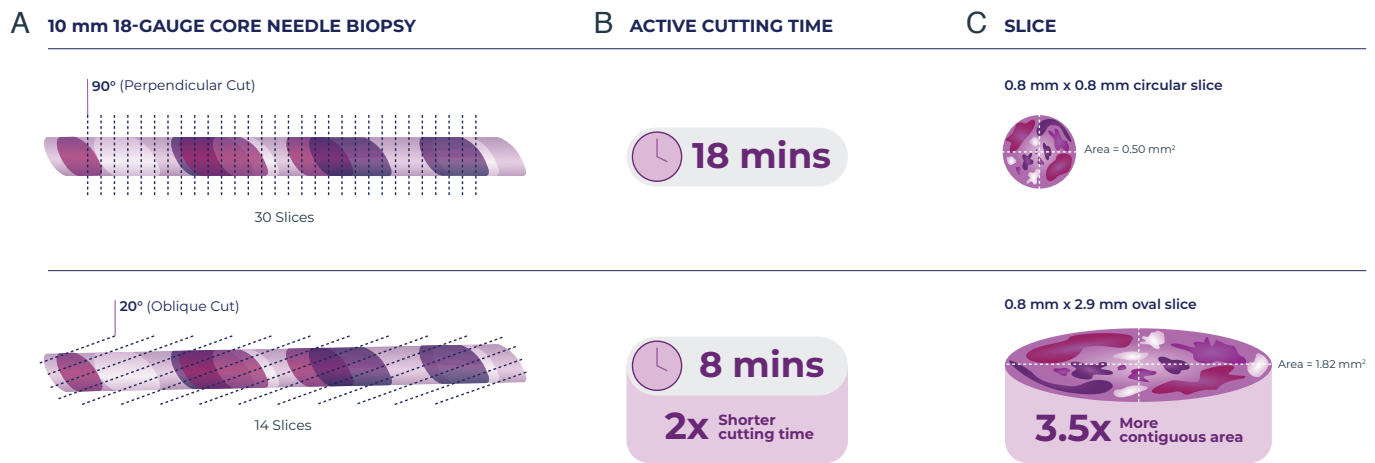 A 10 mm 18-GAUGE CORE NEEDLE BIOPSY
B ACTIVE CUTTING TIME
C SLICE
90° (Perpendicular Cut)
30 Slices
18 mins
0.8 mm x 0.8 mm circular slice
Area = 0.50 mm²
20° (Oblique Cut)
14 Slices
8 mins
2x Shorter
cutting time
0.8 mm x 2.9 mm oval slice
Area = 1.82 mm²
3.5x More
contiguous area